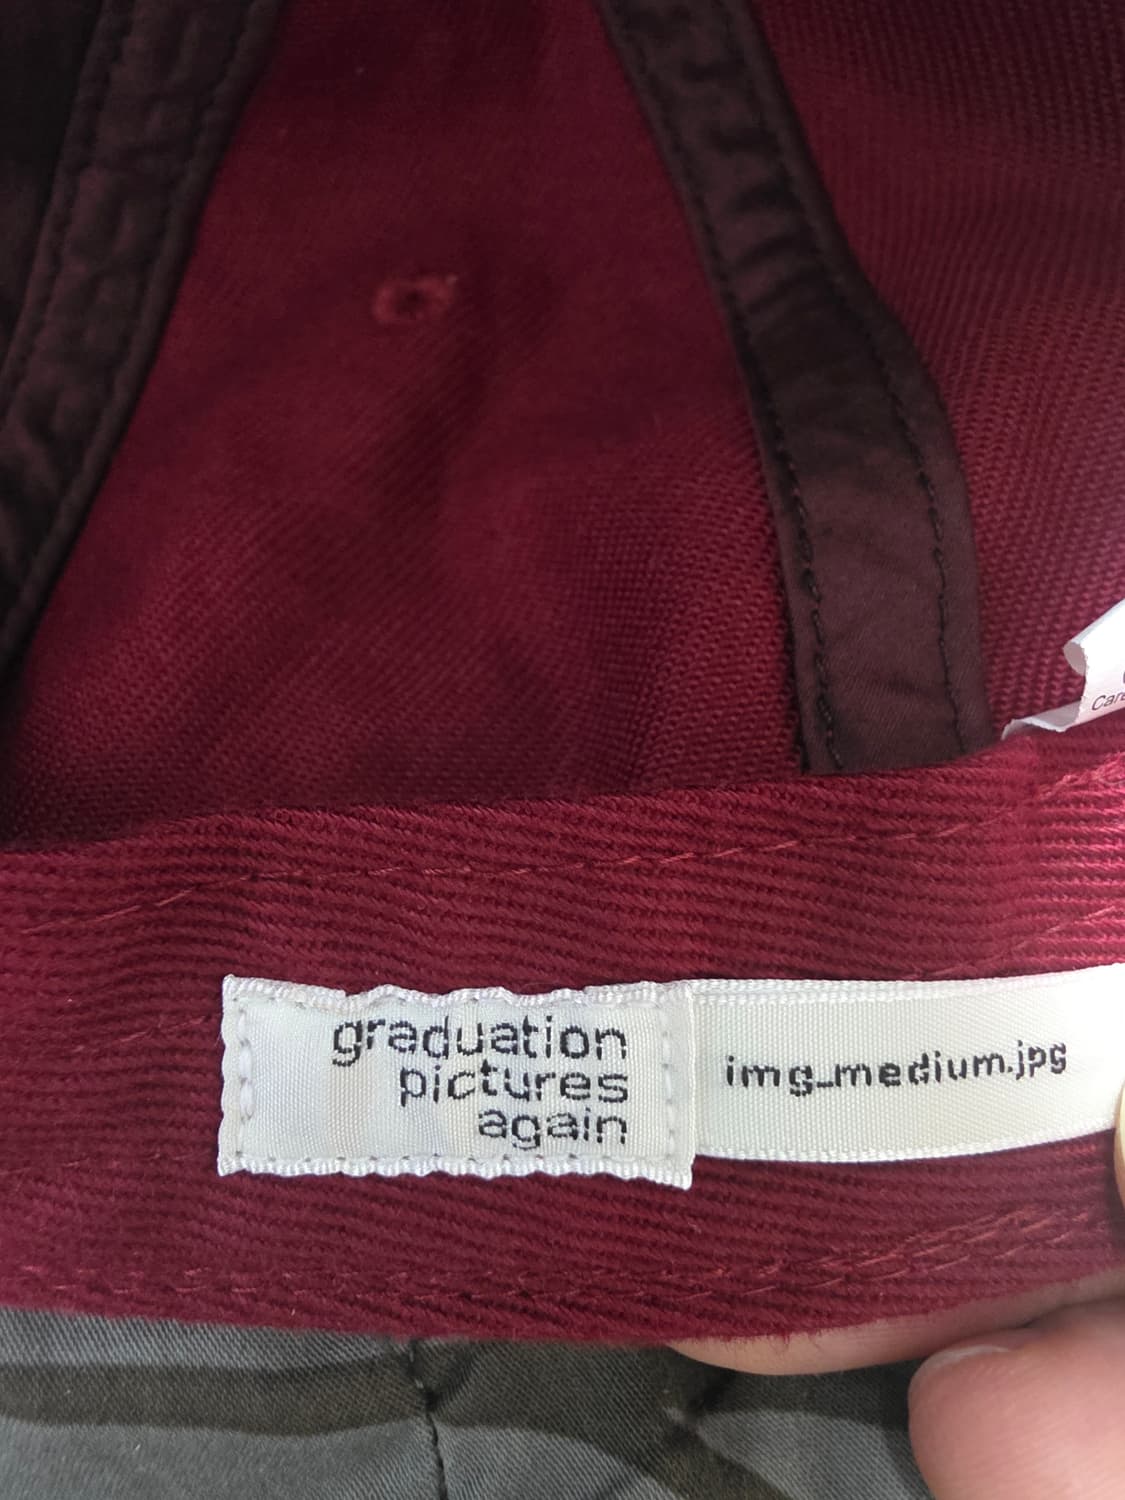 graduation
pictures
again
img_medium.jpg